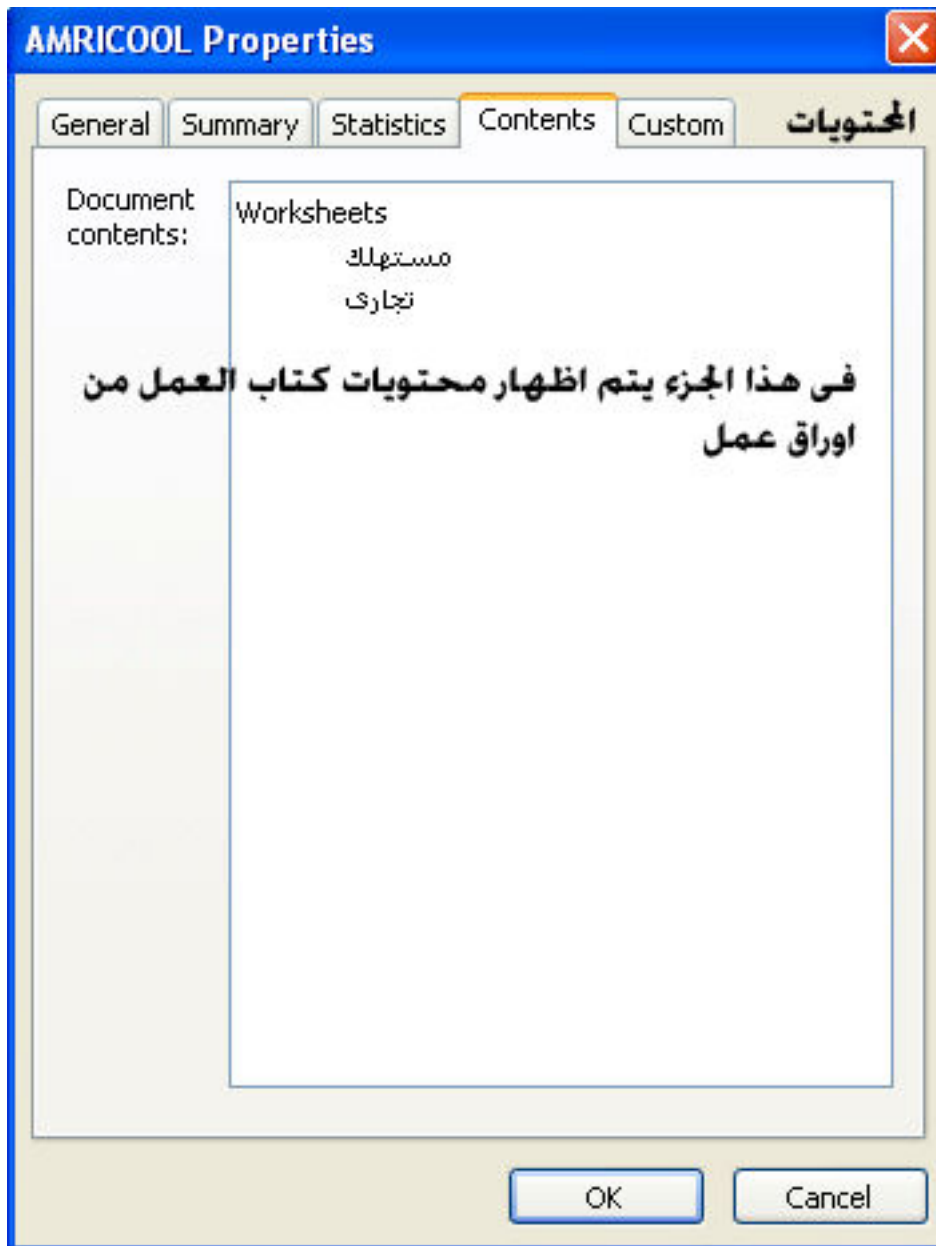 AMRICOOL Properties
General Summary Statistics Contents Custom المحتويات
Document contents:
Worksheets
مستهلك
تجارى
فى هذا الجزء يتم اظهار محتويات كتاب العمل من
اوراق عمل
OK Cancel